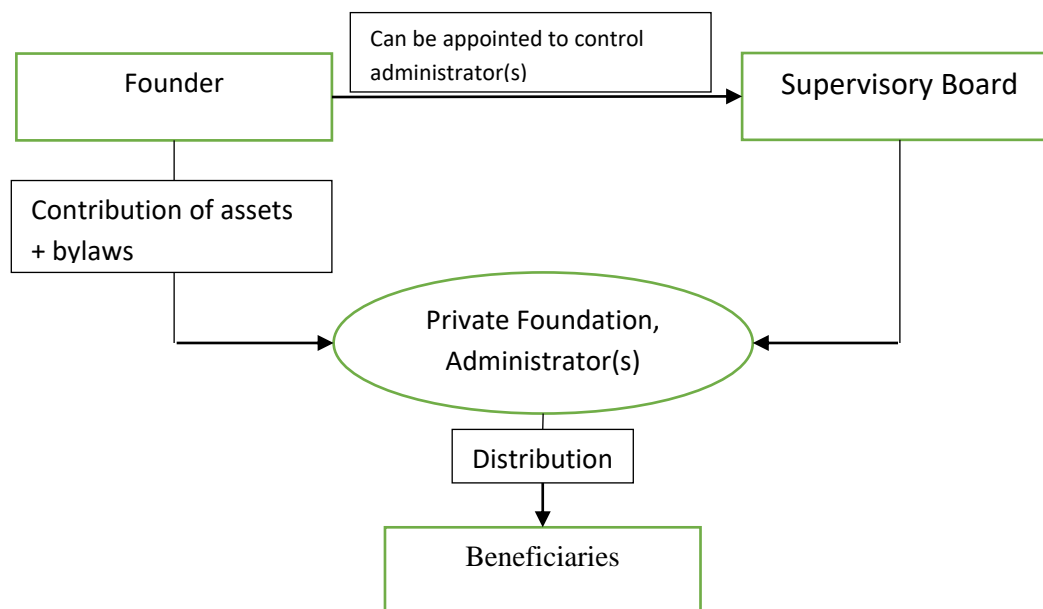 Can be appointed to control
administrator(s)
Founder
Supervisory Board
Contribution of assets
+ bylaws
Private Foundation,
Administrator(s)
Distribution
Beneficiaries